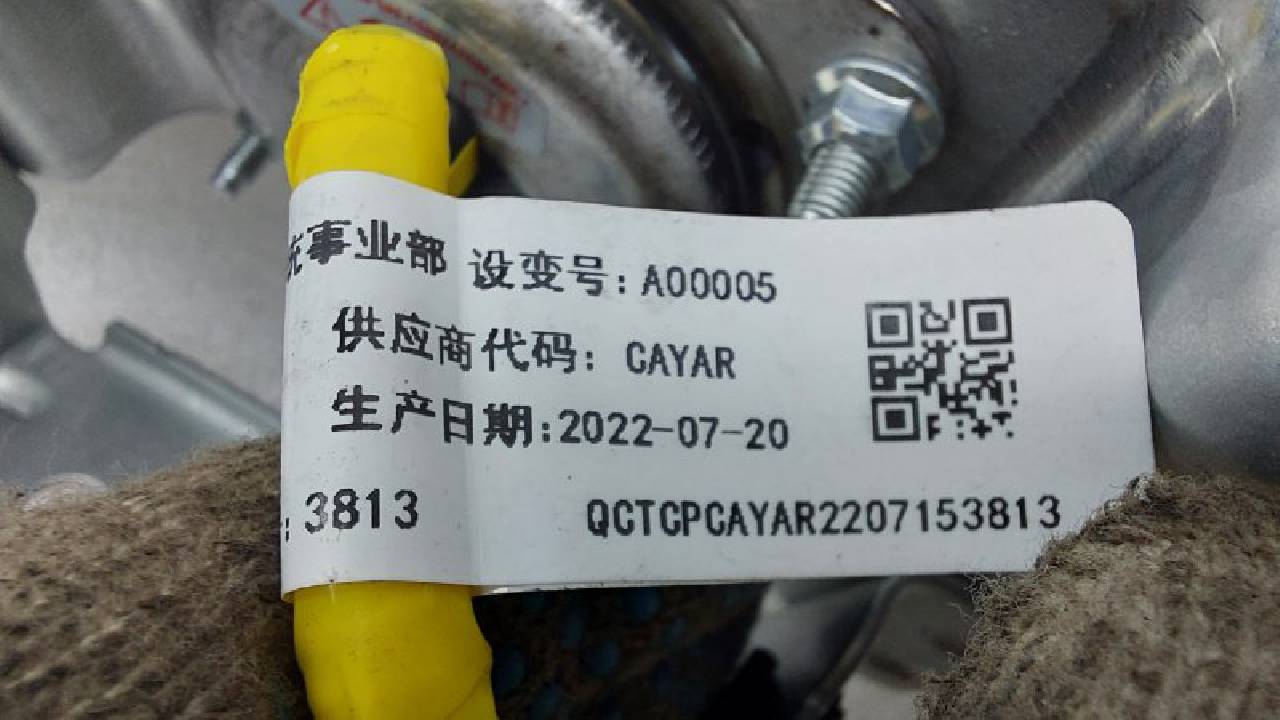 统事业部 设变号:A00005
供应商代码: CAYAR
生产日期:2022-07-20
: 3813
QCTCPCAYAR2207153813